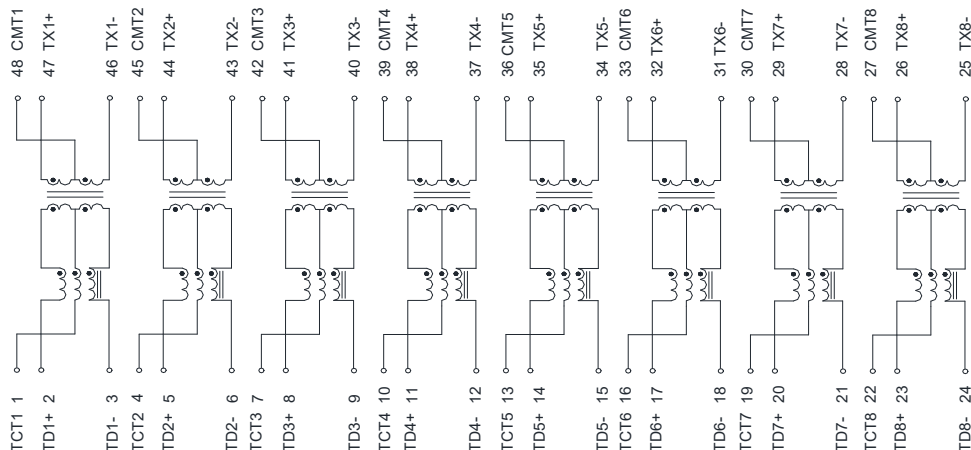 48 CMT1
47 TX1+
46 TX1-
45 CMT2
44 TX2+
43 TX2-
42 CMT3
41 TX3+
40 TX3-
39 CMT4
38 TX4+
37 TX4-
36 CMT5
35 TX5+
34 TX5-
33 CMT6
32 TX6+
31 TX6-
30 CMT7
29 TX7+
28 TX7-
27 CMT8
26 TX8+
25 TX8-
TCT1 1
TD1+ 2
TD1- 3
TCT2 4
TD2+ 5
TD2- 6
TCT3 7
TD3+ 8
TD3- 9
TCT4 10
TD4+ 11
TD4- 12
TCT5 13
TD5+ 14
TD5- 15
TCT6 16
TD6+ 17
TD6- 18
TCT7 19
TD7+ 20
TD7- 21
TCT8 22
TD8+ 23
TD8- 24